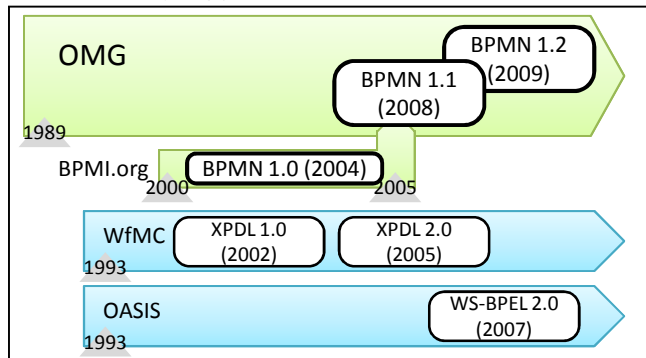 OMG
BPMN 1.2
(2009)
BPMN 1.1
(2008)
1989
BPMI.org
BPMN 1.0 (2004)
2000
2005
WfMC
XPDL 1.0
(2002)
XPDL 2.0
(2005)
1993
OASIS
WS-BPEL 2.0
(2007)
1993